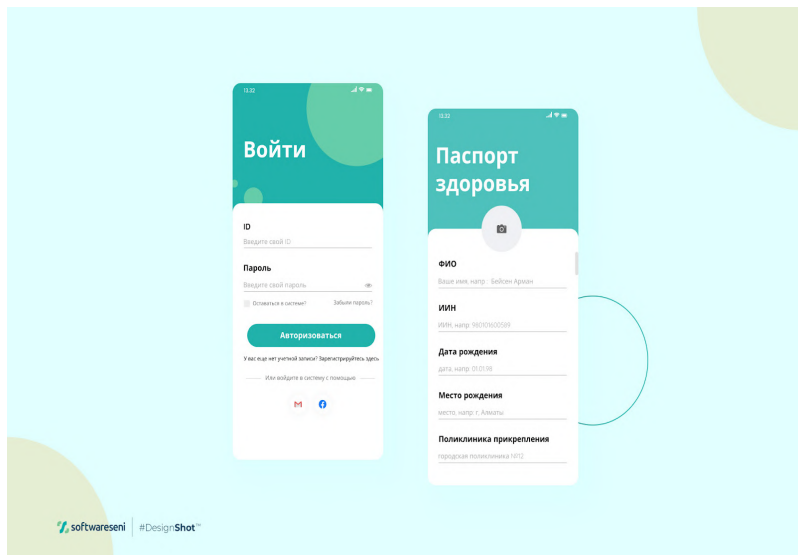 13.32
Войти
ID
Введите свой ID
Пароль
Введите свой пароль
Оставаться в системе? Забыли пароль?
Авторизоваться
У вас еще нет учетной записи? Зарегистрируйтесь здесь
Или войдите в систему с помощью
13.32
Паспорт
здоровья
ФИО
Ваше имя, напр : Бейсен Арман
ИИН
ИИН, напр: 980101600589
Дата рождения
дата, напр: 01.01.98
Место рождения
место, напр: г. Алматы
Поликлиника прикрепления
городская поликлиника №12
softwareseni #DesignShot™